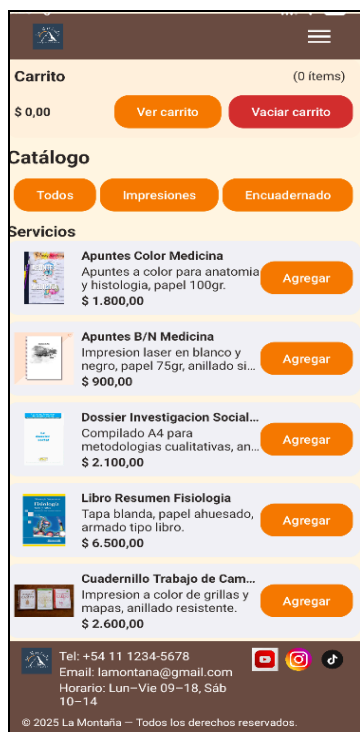 Carrito
(0 ítems)
$ 0,00
Ver carrito
Vaciar carrito
Catálogo
Todos
Impresiones
Encuadernado
Servicios
Apuntes Color Medicina
Apuntes a color para anatomia
y histologia, papel 100gr.
$ 1.800,00
Agregar
Apuntes B/N Medicina
Impresion laser en blanco y
negro, papel 75gr, anillado si...
$ 900,00
Agregar
Dossier Investigacion Social...
Compilado A4 para
metodologias cualitativas, an...
$ 2.100,00
Agregar
Libro Resumen Fisiologia
Tapa blanda, papel ahuesado,
armado tipo libro.
$ 6.500,00
Agregar
Cuadernillo Trabajo de Cam...
Impresion a color de grillas y
mapas, anillado resistente.
$ 2.600,00
Agregar
Tel: +54 11 1234-5678
Email: lamontana@gmail.com
Horario: Lun–Vie 09–18, Sáb
10–14
© 2025 La Montaña — Todos los derechos reservados.